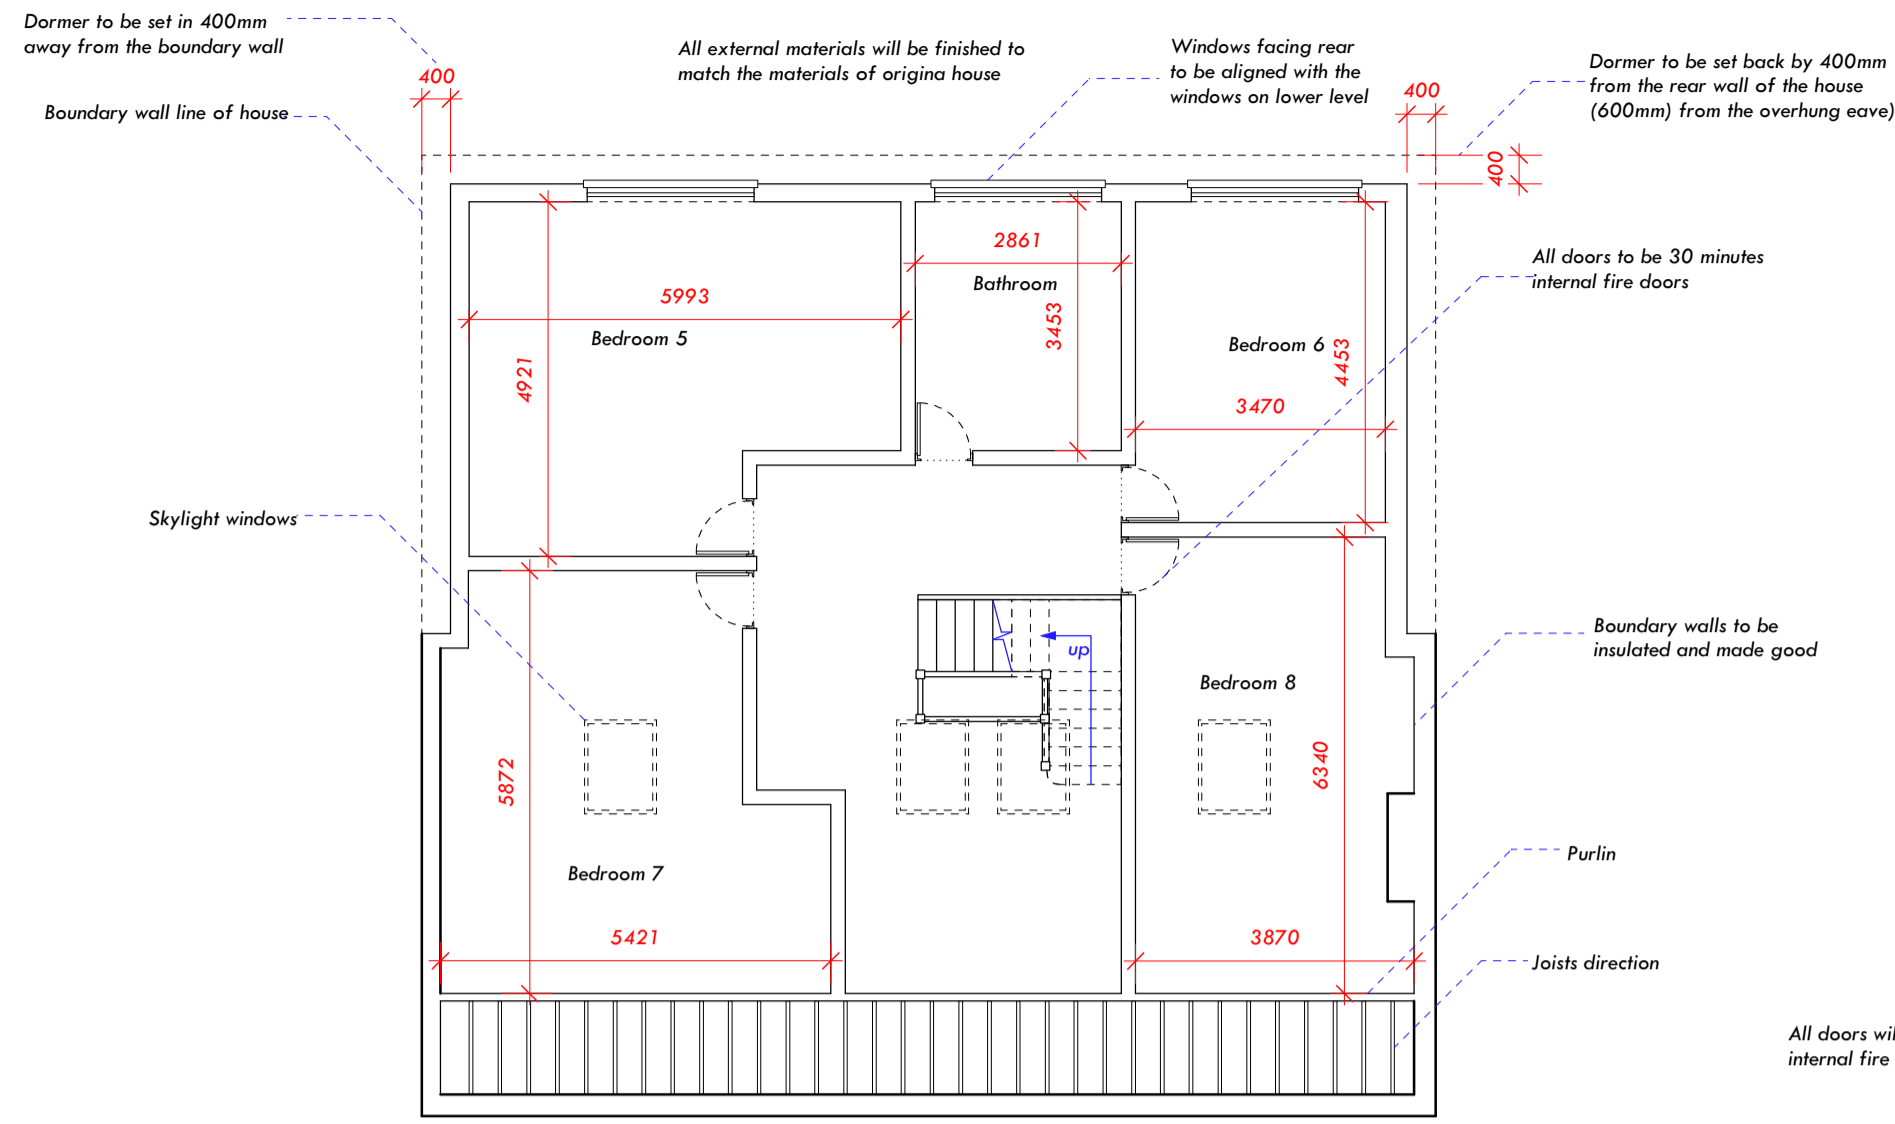 Dormer to be set in 400mm
away from the boundary wall
400
Boundary wall line of house
All external materials will be finished to
match the materials of origina house
Windows facing rear
to be aligned with the
windows on lower level
Dormer to be set back by 400mm
from the rear wall of the house
(600mm) from the overhung eave)
400
400
All doors to be 30 minutes
internal fire doors
2861
Bathroom
3453
5993
Bedroom 5
4921
Bedroom 6
4453
3470
Skylight windows
up
Boundary walls to be
insulated and made good
Bedroom 8
6340
5872
Bedroom 7
5421
3870
Purlin
Joists direction
All doors wil
internal fire